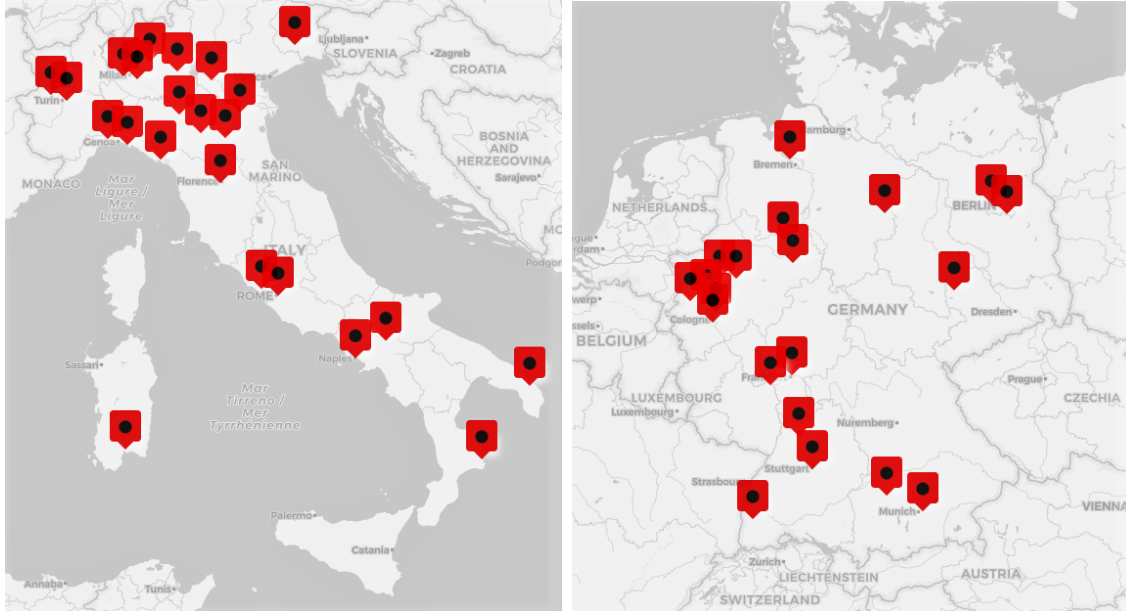 Ljubljana
SLOVENIA
Zagreb
CROATIA
Milan
Turin
Genoa
BOSNIA
AND
HERZEGOVINA
Sarajevo
SAN
MARINO
MONACO
Mar
Ligure /
Mer
Ligure
Florence
ITALY
ROME
Naples
Sassari
Mar
Tirreno /
Mer
Tyrrhénienne
Palermo
Catania
Annaba
Tunis
Bremen
NETHERLANDS
BERLIN
Cologne
GERMANY
Dresden
BELGIUM
Prague
LUXEMBOURG
Luxembourg
CZECHIA
Nuremberg
Stuttgart
Strasbou
Munich
VIENNA
Zurich
LIECHTENSTEIN
AUSTRIA
SWITZERLAND